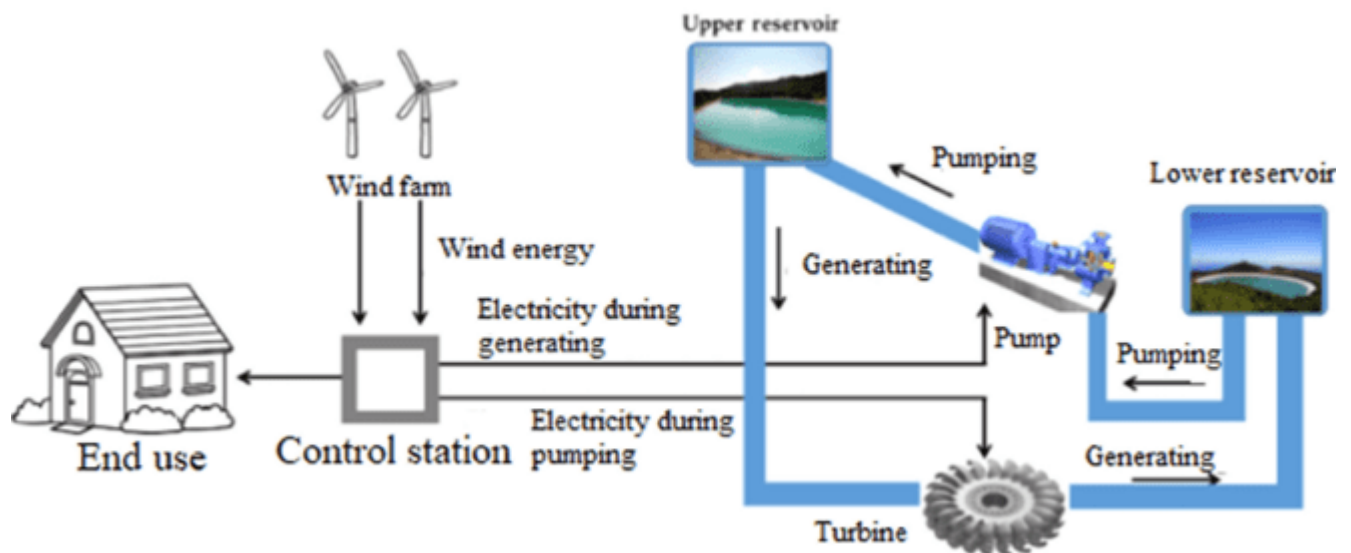 Upper reservoir
Pumping
Lower reservoir
Wind farm
Wind energy
Generating
Electricity during
generating
Pump
Pumping
Electricity during
pumping
End use
Control station
Generating
Turbine